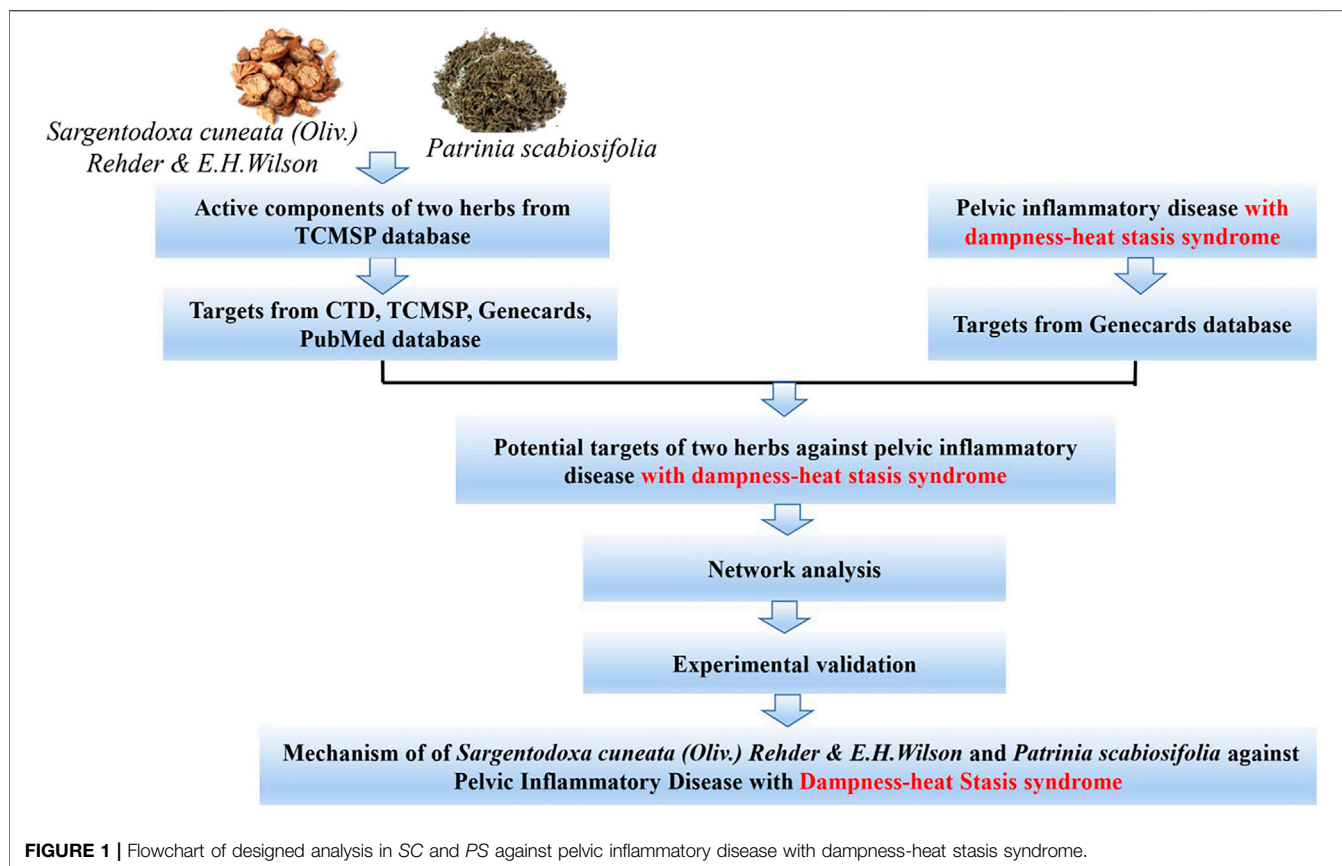 Sargentodoxa cuneata (Oliv.)
Rehder & E.H.Wilson
Patrinia scabiosifolia
Active components of two herbs from
TCMSP database
Pelvic inflammatory disease with
dampness-heat stasis syndrome
Targets from CTD, TCMSP, Genecards,
PubMed database
Targets from Genecards database
Potential targets of two herbs against pelvic inflammatory
disease with dampness-heat stasis syndrome
Network analysis
Experimental validation
Mechanism of of Sargentodoxa cuneata (Oliv.) Rehder & E.H.Wilson and Patrinia scabiosifolia against
Pelvic Inflammatory Disease with Dampness-heat Stasis syndrome
FIGURE 1 | Flowchart of designed analysis in SC and PS against pelvic inflammatory disease with dampness-heat stasis syndrome.